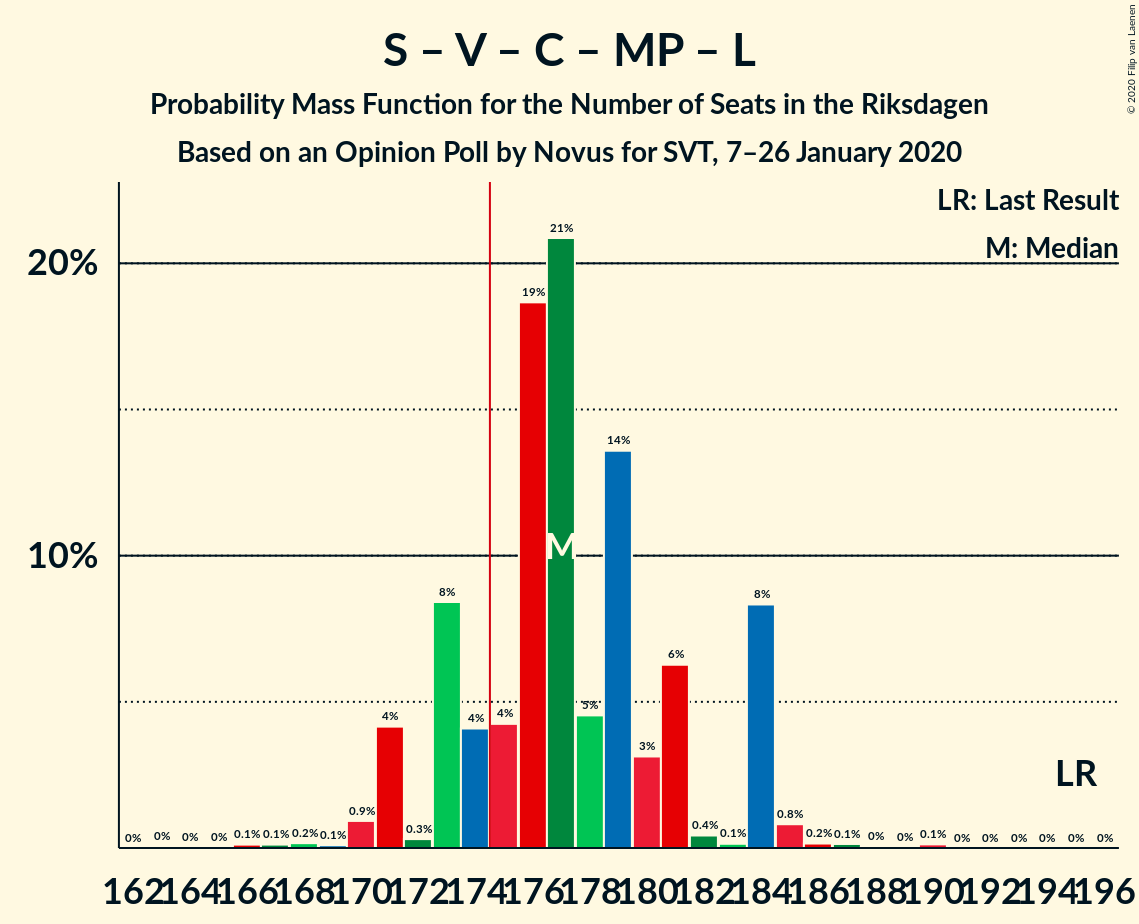 S – V – C – MP – L
Probability Mass Function for the Number of Seats in the Riksdagen
Based on an Opinion Poll by Novus for SVT, 7–26 January 2020
© 2020 Filip van Laenen
LR: Last Result
M: Median
20%
10%
0% 0% 0% 0% 0.1% 0.1% 0.2% 0.1% 0.9% 4% 0.3% 8% 4% 4% 19% 21% 5% 14% 3% 6% 0.4% 0.1% 8% 0.8% 0.2% 0.1% 0% 0% 0.1% 0% 0% 0% 0% 0% 0%
M
LR
162 164 166 168 170 172 174 176 178 180 182 184 186 188 190 192 194 196